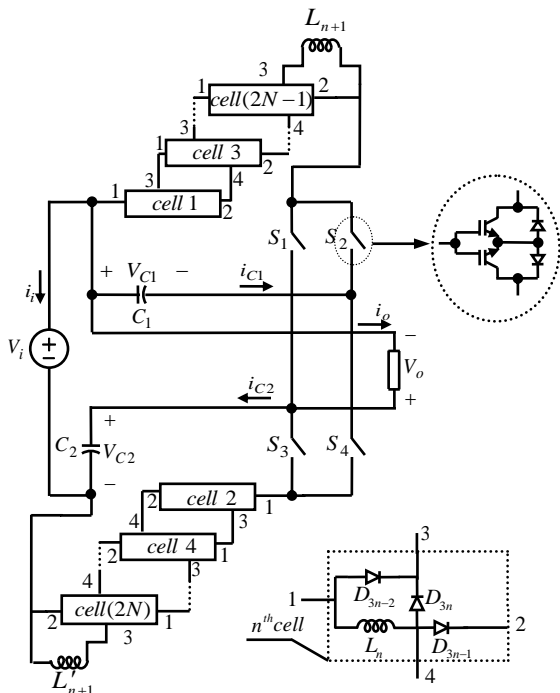 L_{n+1}
3
1
cell(2N−1)
2
3
4
1
cell 3
2
3
4
1
cell 1
2
S_1
S_2
+
V_{C1}
−
i_{C1}
C_1
i_i
i_o
V_i
+
−
−
V_o
+
i_{C2}
+
C_2
V_{C2}
−
S_3
S_4
2
cell 2
1
4
3
2
cell 4
1
4
3
2
cell(2N)
1
3
L'_{n+1}
3
D_{3n-2}
D_{3n}
1
2
n^{th} cell
L_n
D_{3n-1}
4